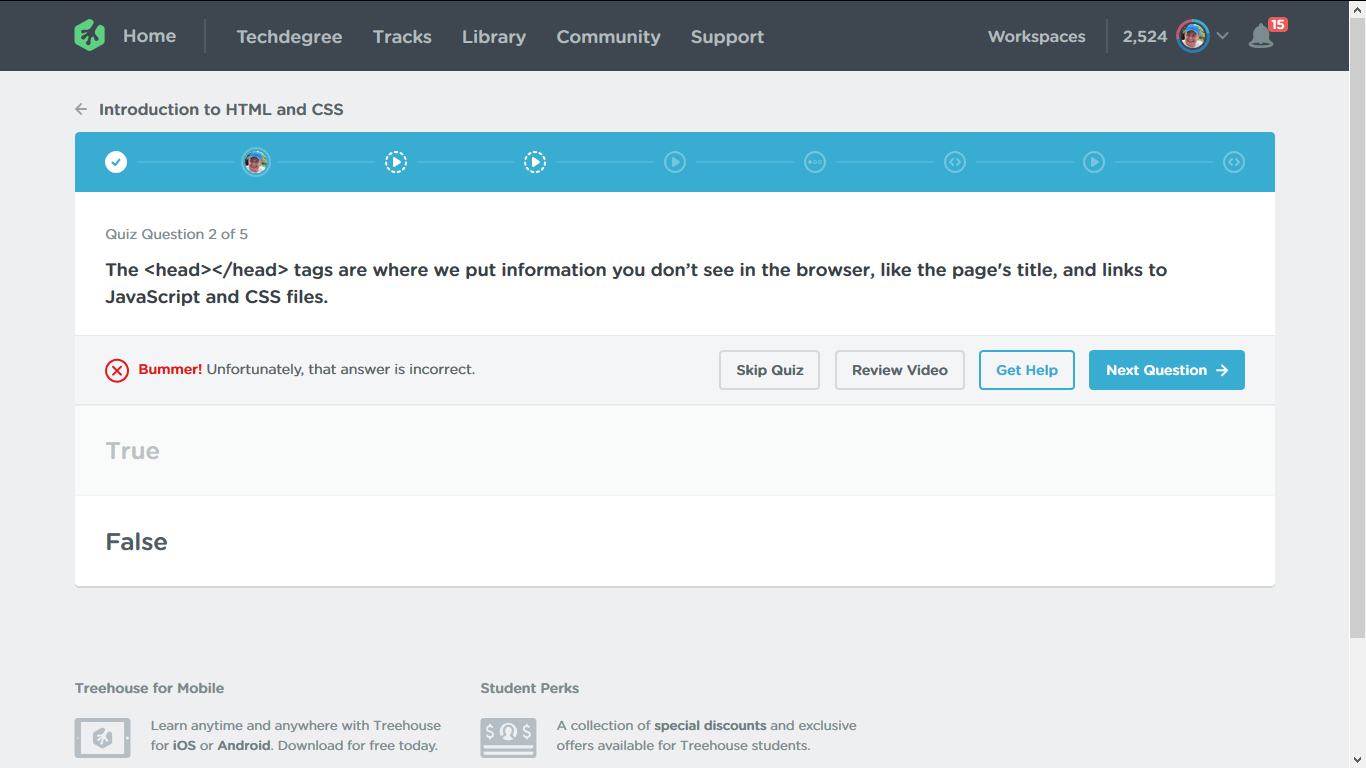 Home
Techdegree
Tracks
Library
Community
Support
Workspaces
2,524
15
Introduction to HTML and CSS
Quiz Question 2 of 5
The <head></head> tags are where we put information you don’t see in the browser, like the page's title, and links to
JavaScript and CSS files.
Bummer! Unfortunately, that answer is incorrect.
Skip Quiz
Review Video
Get Help
Next Question
True
False
Treehouse for Mobile
Learn anytime and anywhere with Treehouse
for iOS or Android. Download for free today.
Student Perks
A collection of special discounts and exclusive
offers available for Treehouse students.